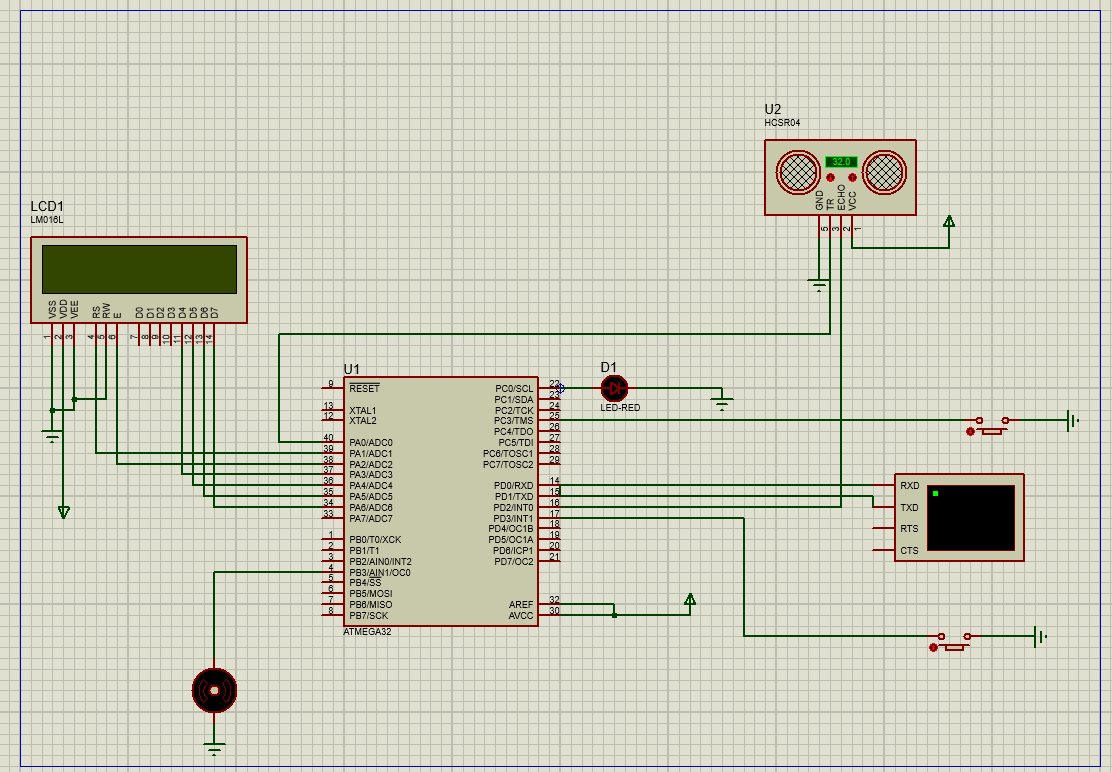 U2
HCSR04
32.0
GND
TR
ECHO
VCC
5
3
2
1
LCD1
LM016L
VSS
VDD
VEE
RS
RW
E
D0
D1
D2
D3
D4
D5
D6
D7
1
2
3
4
5
6
7
8
9
10
11
12
13
14
U1
9 RESET
13 XTAL1
12 XTAL2
40 PA0/ADC0
39 PA1/ADC1
38 PA2/ADC2
37 PA3/ADC3
36 PA4/ADC4
35 PA5/ADC5
34 PA6/ADC6
33 PA7/ADC7
1 PB0/T0/XCK
2 PB1/T1
3 PB2/AIN0/INT2
4 PB3/AIN1/OC0
5 PB4/SS
6 PB5/MOSI
7 PB6/MISO
8 PB7/SCK
PC0/SCL 22
PC1/SDA 23
PC2/TCK 24
PC3/TMS 25
PC4/TDO 26
PC5/TDI 27
PC6/TOSC1 28
PC7/TOSC2 29
PD0/RXD 14
PD1/TXD 15
PD2/INT0 16
PD3/INT1 17
PD4/OC1B 18
PD5/OC1A 19
PD6/ICP1 20
PD7/OC2 21
AREF 32
AVCC 30
ATMEGA32
D1
LED-RED
RXD
TXD
RTS
CTS